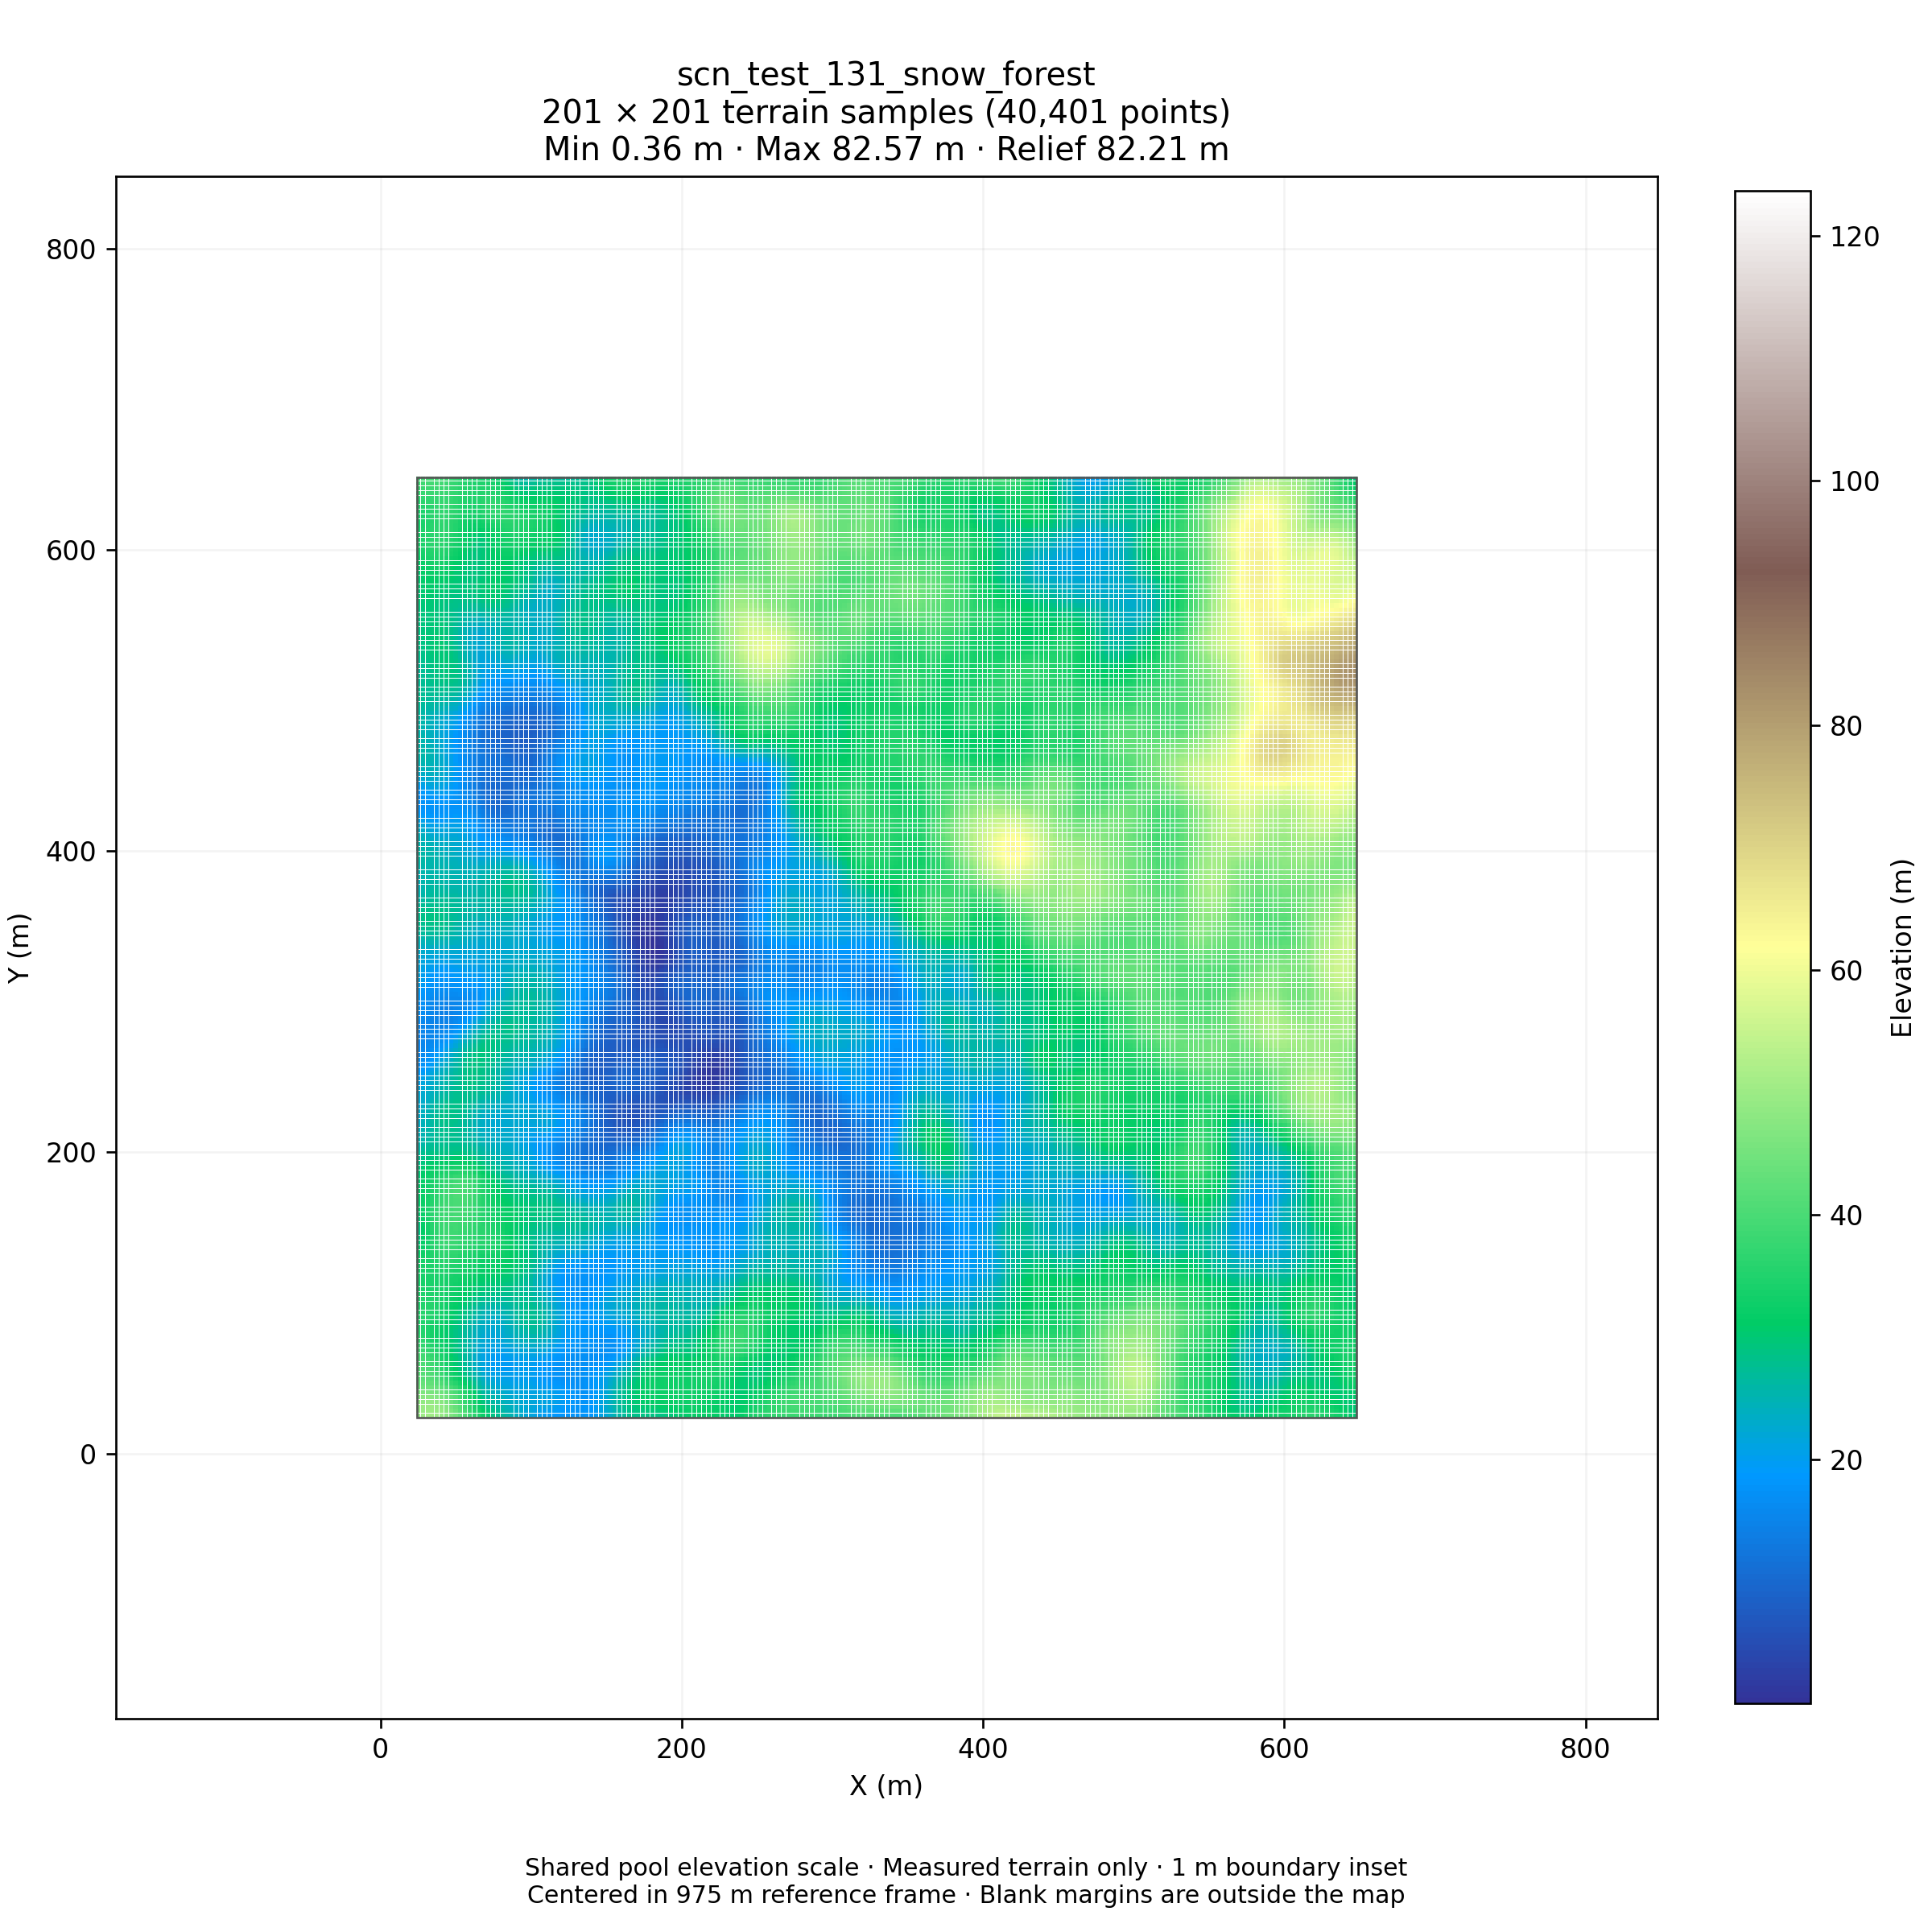 scn_test_131_snow_forest
201 × 201 terrain samples (40,401 points)
Min 0.36 m · Max 82.57 m · Relief 82.21 m
800
600
400
200
0
Y (m)
0
200
400
600
800
X (m)
120
100
80
60
40
20
Elevation (m)
Shared pool elevation scale · Measured terrain only · 1 m boundary inset
Centered in 975 m reference frame · Blank margins are outside the map